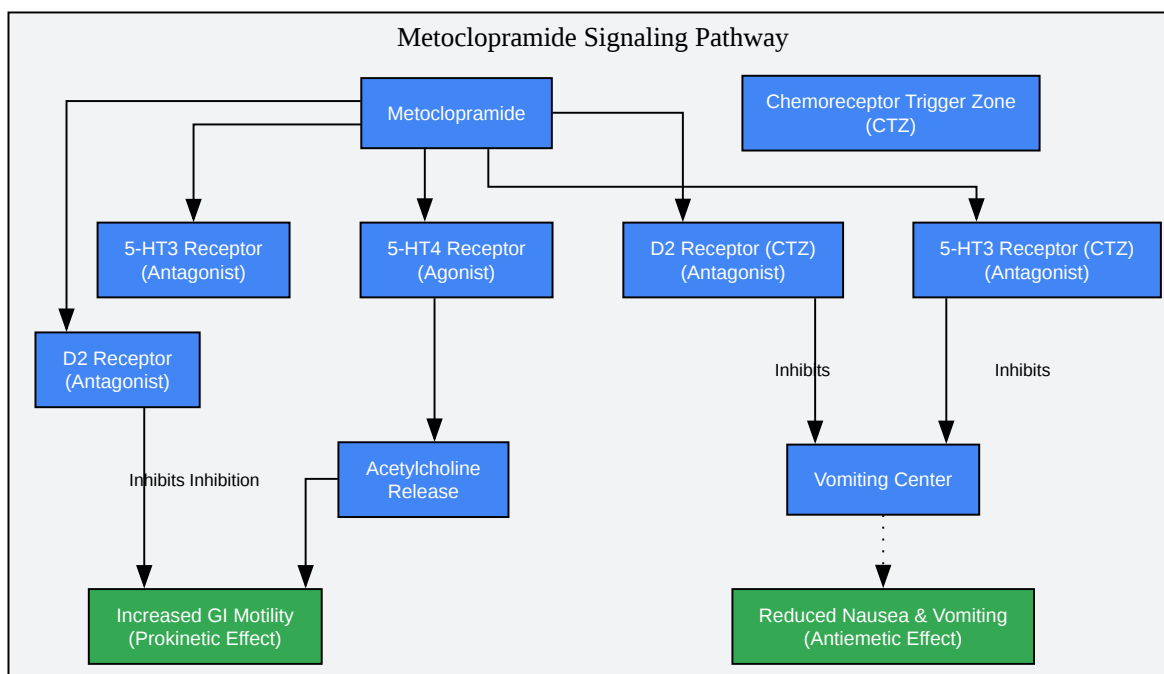 Metoclopramide Signaling Pathway
Metoclopramide
Chemoreceptor Trigger Zone
(CTZ)
5-HT3 Receptor
(Antagonist)
5-HT4 Receptor
(Agonist)
D2 Receptor (CTZ)
(Antagonist)
5-HT3 Receptor (CTZ)
(Antagonist)
D2 Receptor
(Antagonist)
Inhibits
Inhibits
Acetylcholine
Release
Inhibits Inhibition
Vomiting Center
Increased GI Motility
(Prokinetic Effect)
Reduced Nausea & Vomiting
(Antiemetic Effect)